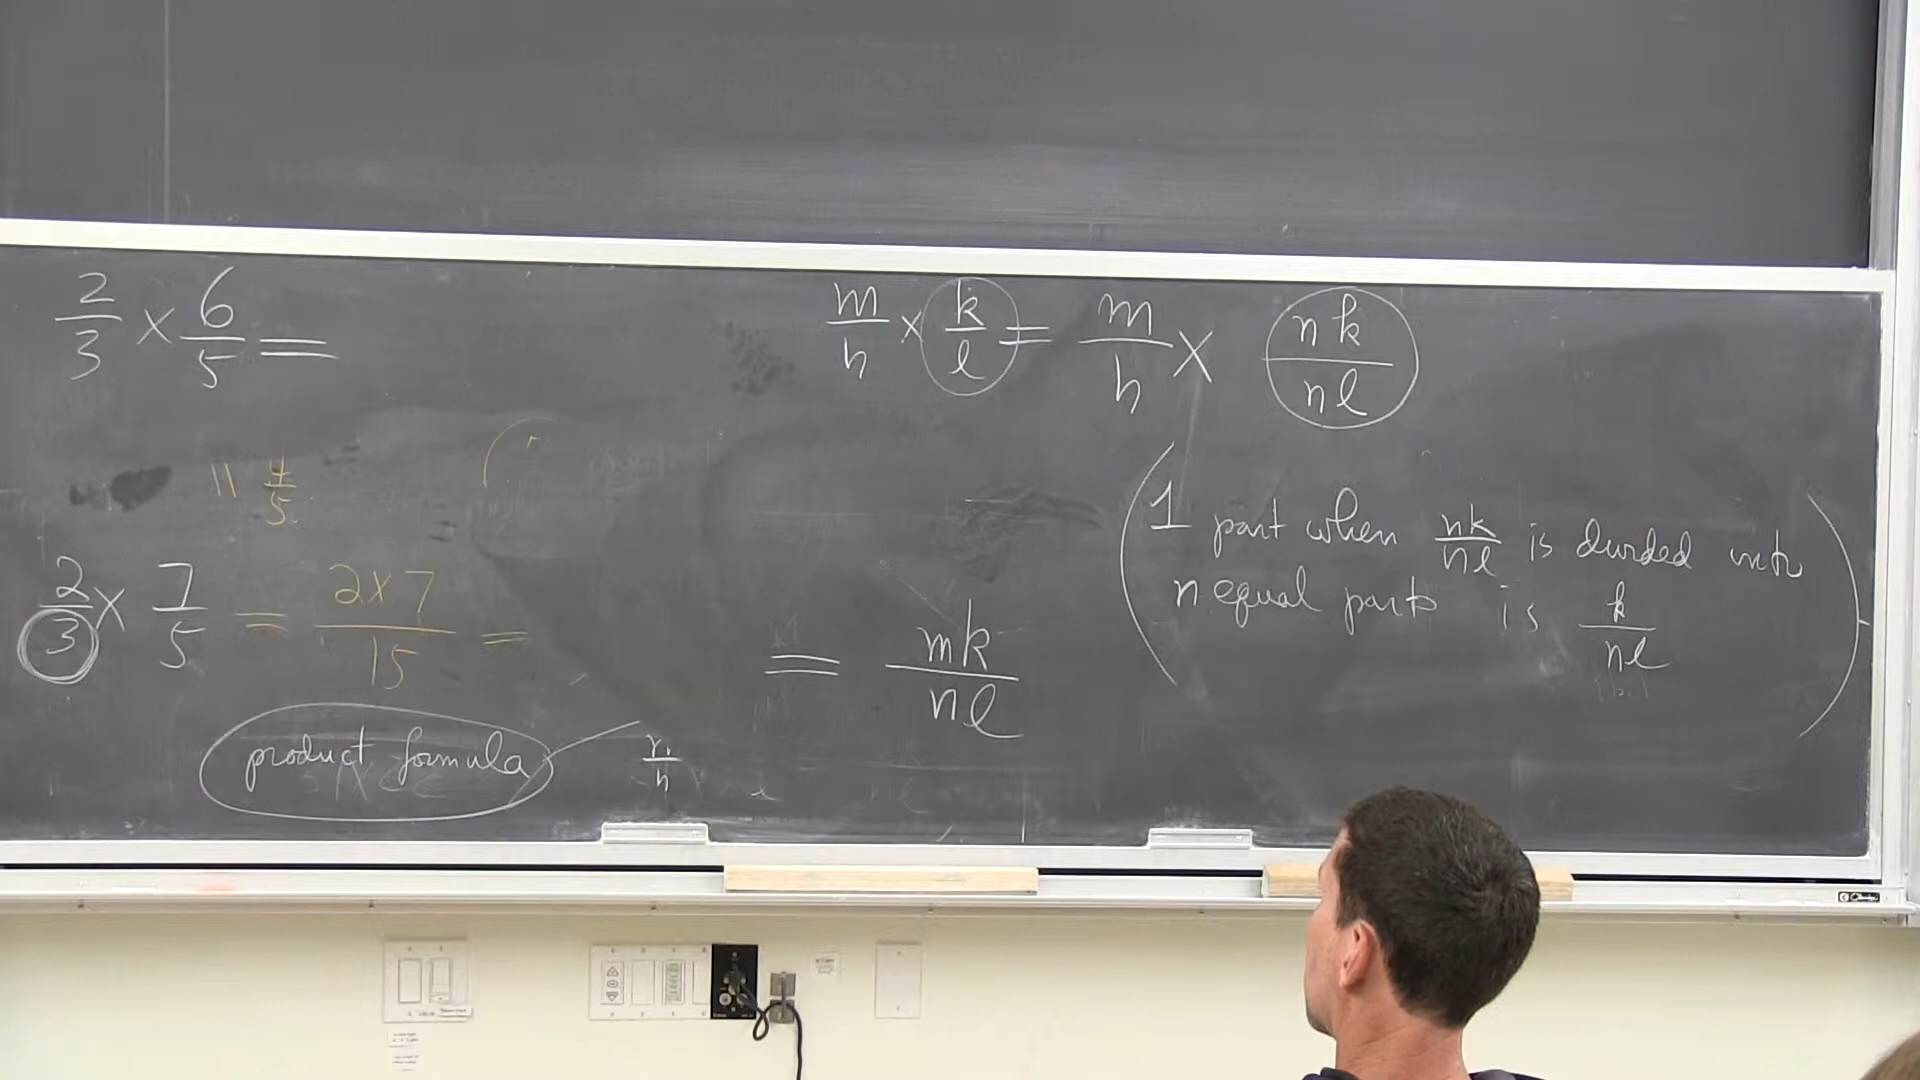 2/3 × 6/5 =
m/n × k/l = m/n × nk/nl
4/5
2/3 × 7/5 = 2×7/15 =
= mk/nl
(1 part when nk/nl is divided into
n equal parts is k/nl)
product formula